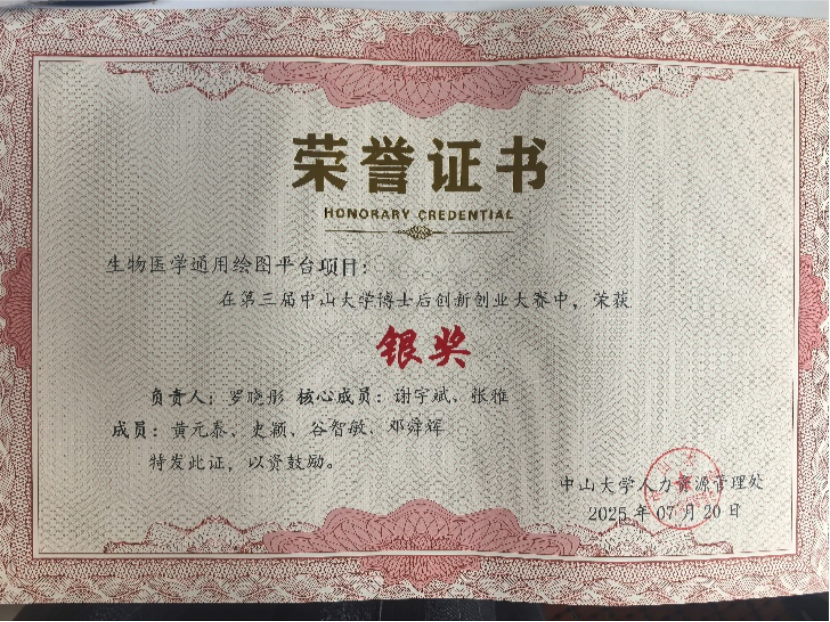 荣誉证书
HONORARY CREDENTIAL
生物医学通用绘图平台项目：
在第三届中山大学博士后创新创业大赛中，荣获
银奖
负责人：罗晓彤 核心成员：谢宇斌、张雅
成员：黄元泰、史颖、谷智敏、邓舜辉
特发此证，以资鼓励。
中山大学人力资源管理处
2025年07月20日